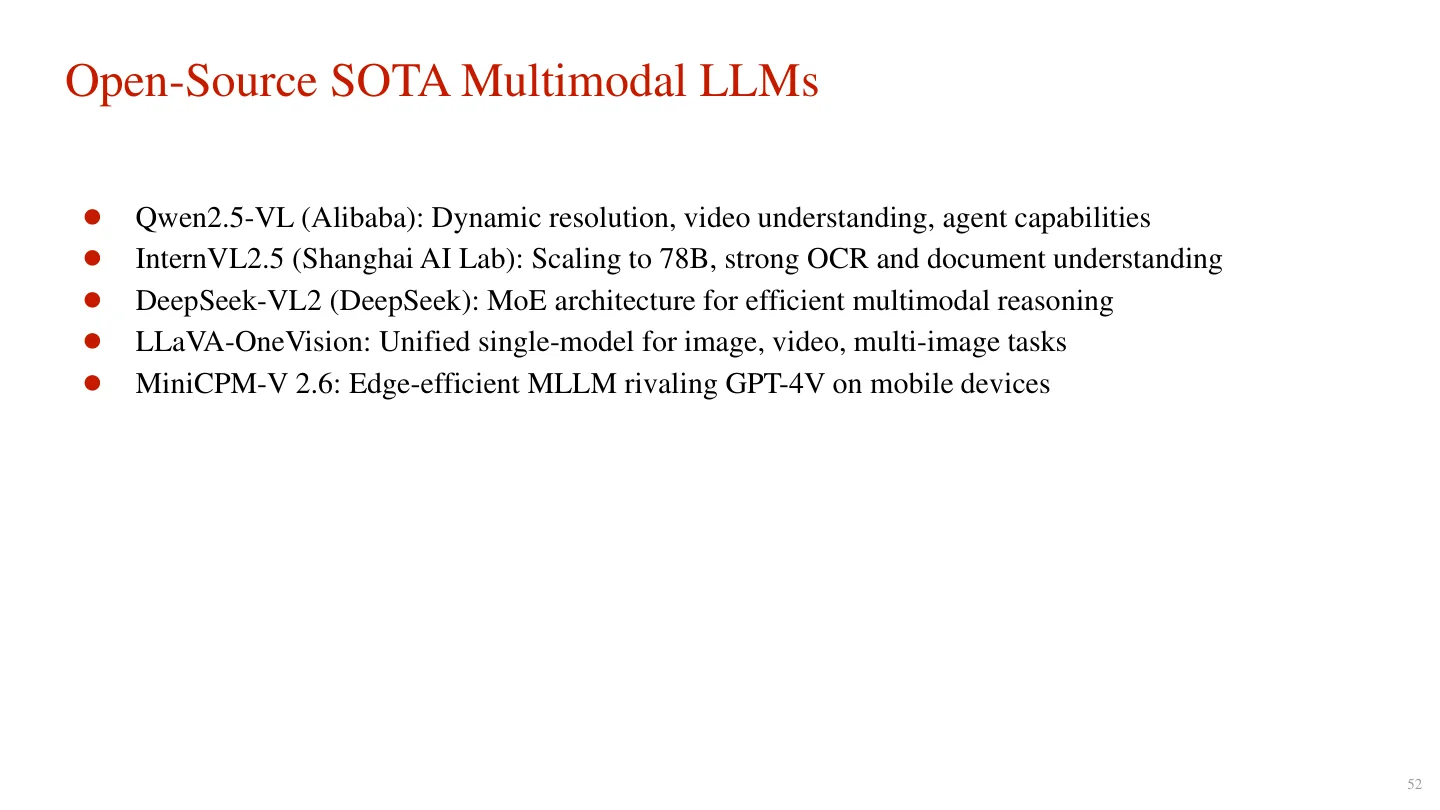 Open-Source SOTA Multimodal LLMs
● Qwen2.5-VL (Alibaba): Dynamic resolution, video understanding, agent capabilities
● InternVL2.5 (Shanghai AI Lab): Scaling to 78B, strong OCR and document understanding
● DeepSeek-VL2 (DeepSeek): MoE architecture for efficient multimodal reasoning
● LLaVA-OneVision: Unified single-model for image, video, multi-image tasks
● MiniCPM-V 2.6: Edge-efficient MLLM rivaling GPT-4V on mobile devices
52